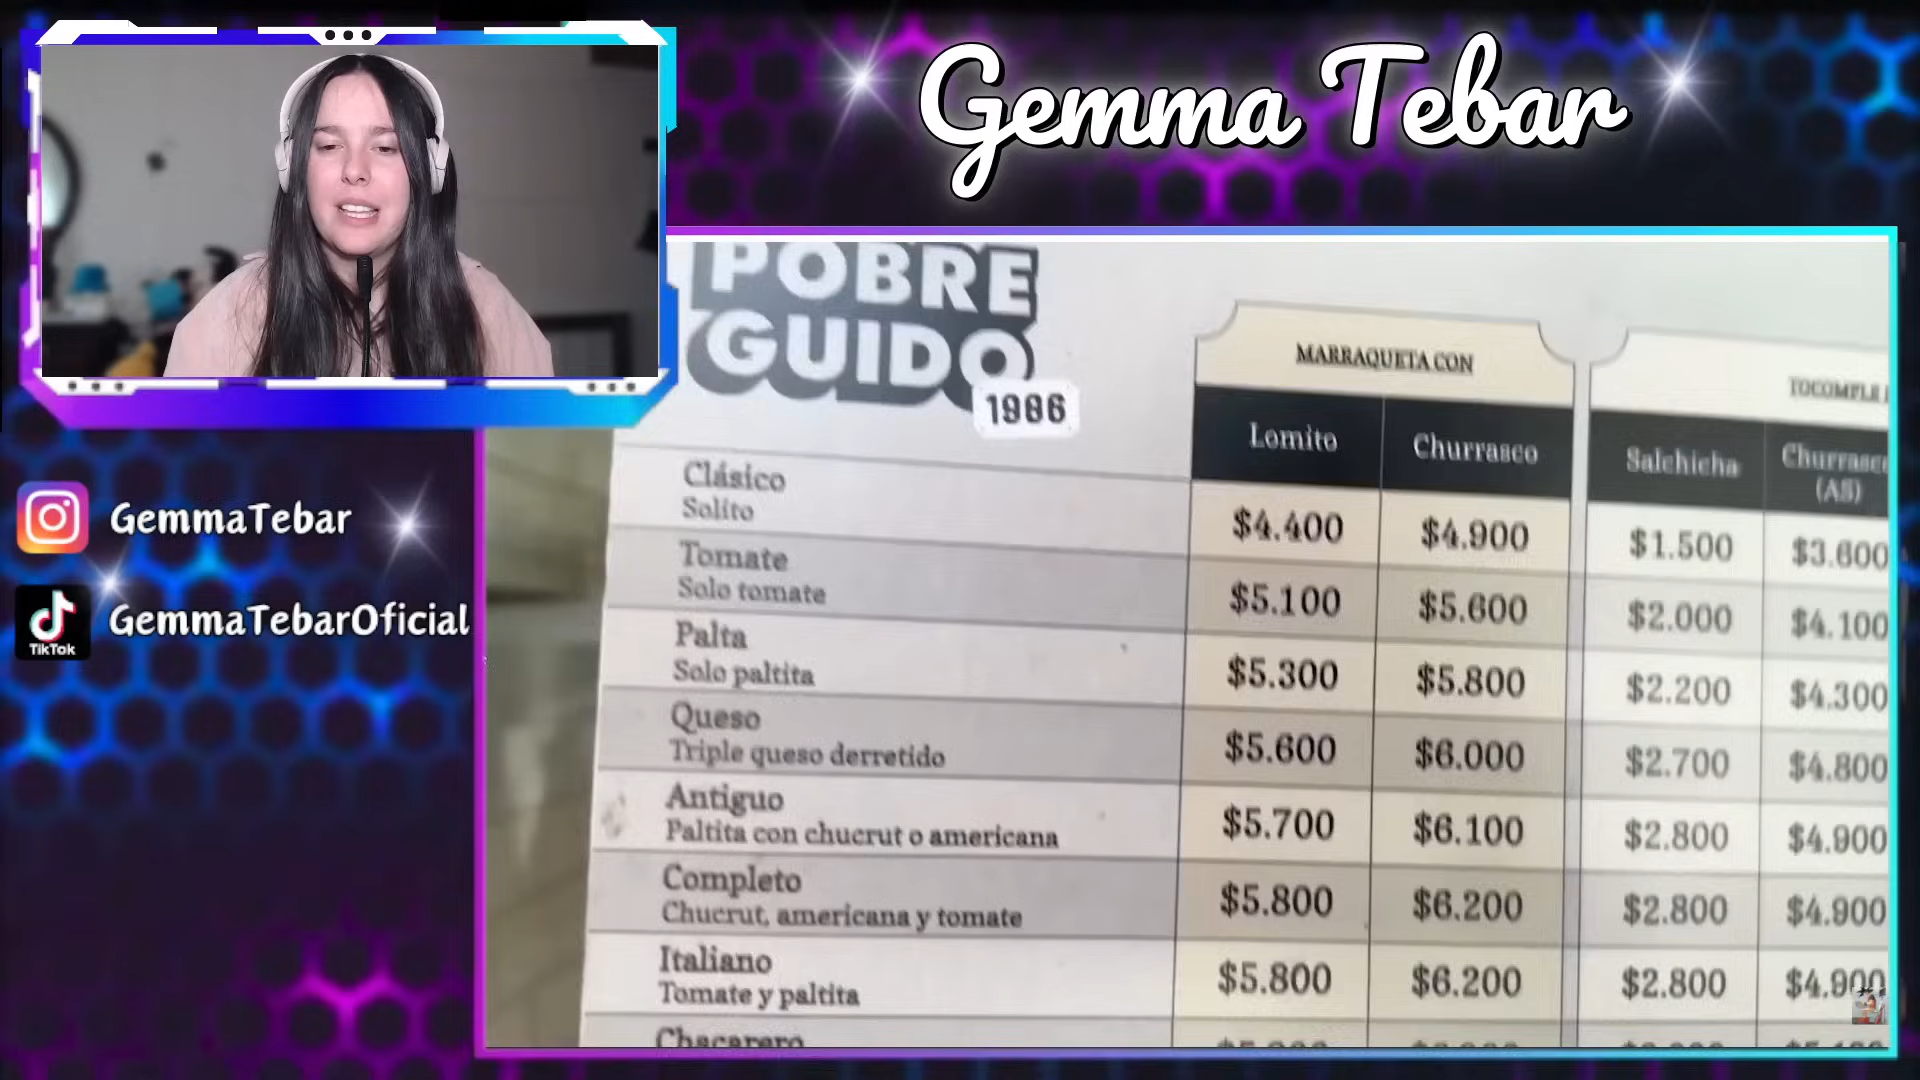 Gemma Tebar
GemmaTebar
TikTok
GemmaTebarOficial
POBRE
GUIDO
1986
MARRAQUETA CON
Lomito Churrasco Salchicha Churrasco
(AS)
Clásico
Solito
$4.400 $4.900 $1.500 $3.600
Tomate
Solo tomate
$5.100 $5.600 $2.000 $4.100
Palta
Solo paltita
$5.300 $5.800 $2.200 $4.300
Queso
Triple queso derretido
$5.600 $6.000 $2.700 $4.800
Antiguo
Paltita con chucrut o americana
$5.700 $6.100 $2.800 $4.900
Completo
Chucrut, americana y tomate
$5.800 $6.200 $2.800 $4.900
Italiano
Tomate y paltita
$5.800 $6.200 $2.800 $4.900
Chacarero